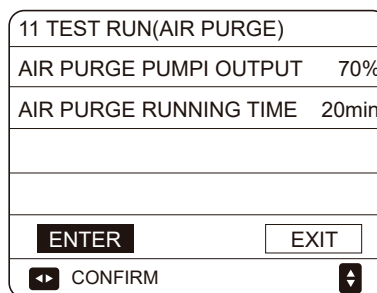 11 TEST RUN(AIR PURGE)
AIR PURGE PUMPI OUTPUT 70%
AIR PURGE RUNNING TIME 20min
ENTER EXIT
CONFIRM